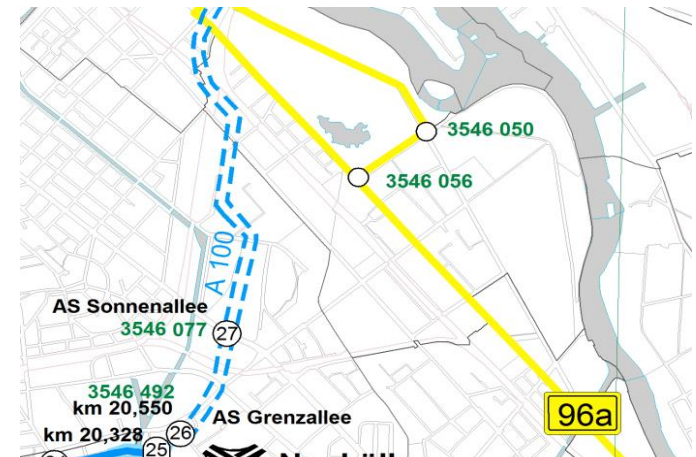 3546 050
3546 056
A 100
AS Sonnenallee
3546 077
27
3546 492
km 20,550
AS Grenzallee
26
96a
km 20,328
25